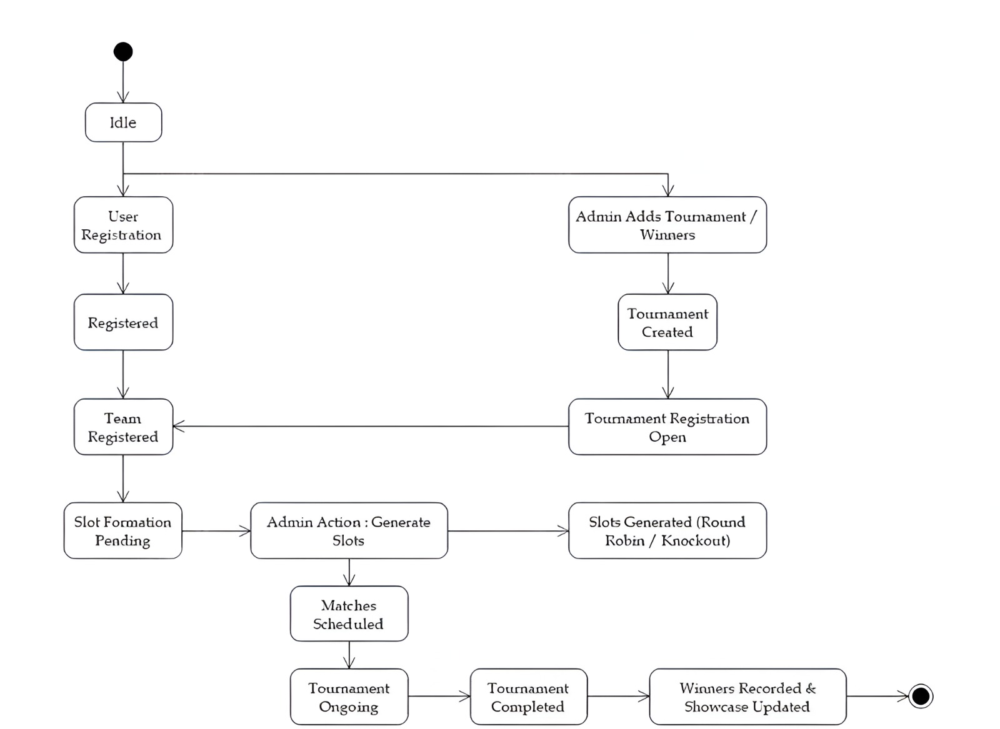 Idle
User
Registration
Admin Adds Tournament /
Winners
Registered
Tournament
Created
Team
Registered
Tournament Registration
Open
Slot Formation
Pending
Admin Action : Generate
Slots
Slots Generated (Round
Robin / Knockout)
Matches
Scheduled
Tournament
Ongoing
Tournament
Completed
Winners Recorded &
Showcase Updated